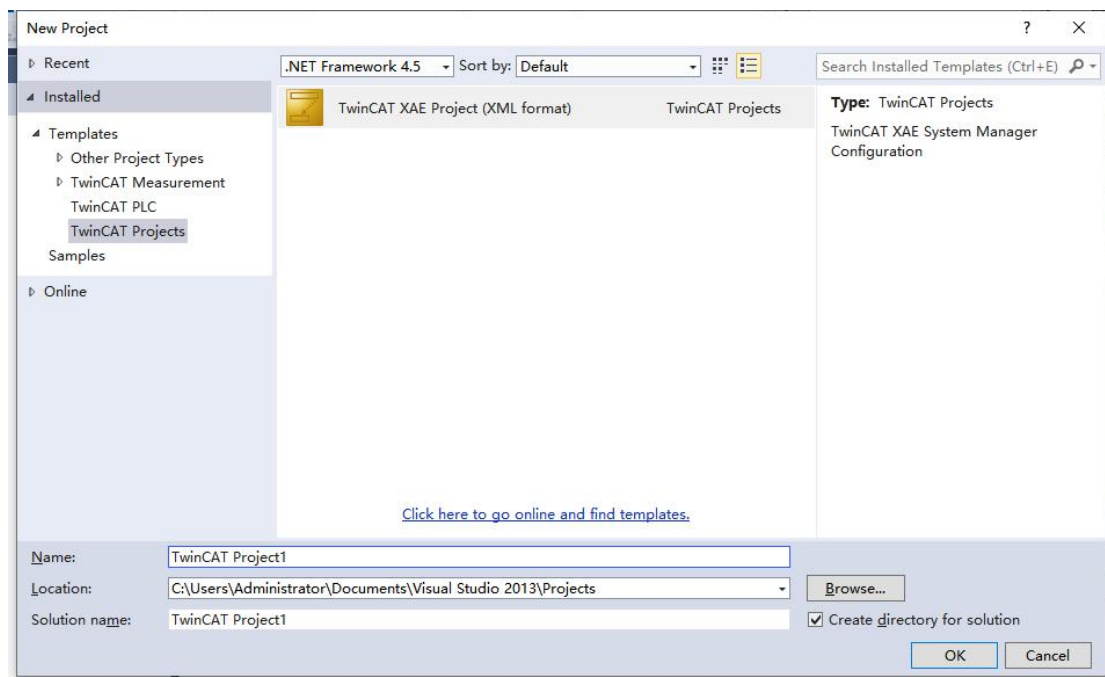 New Project
?
Recent
Installed
Templates
Other Project Types
TwinCAT Measurement
TwinCAT PLC
TwinCAT Projects
Samples
Online
.NET Framework 4.5 Sort by: Default
TwinCAT XAE Project (XML format) TwinCAT Projects
Click here to go online and find templates.
Search Installed Templates (Ctrl+E)
Type: TwinCAT Projects
TwinCAT XAE System Manager
Configuration
Name: TwinCAT Project1
Location: C:\Users\Administrator\Documents\Visual Studio 2013\Projects Browse...
Solution name: TwinCAT Project1 Create directory for solution
OK Cancel